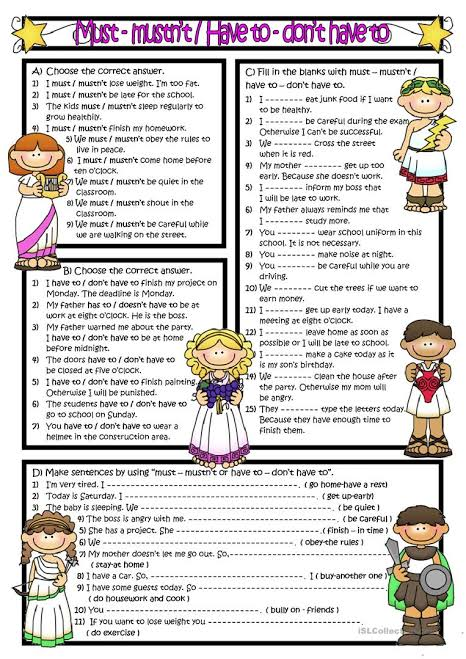 Must - mustn't / Have to - don't have to
A) Choose the correct answer.
1) I must / mustn't lose weight. I'm too fat.
2) I must / mustn't be late for the school.
3) The kids must / mustn't sleep regularly to
grow healthily.
4) I must / mustn't finish my homework.
5) We must / mustn't obey the rules to
live in peace.
6) I must / mustn't come home before
ten o'clock.
7) We must / mustn't be quiet in the
classroom.
8) We must / mustn't shout in the
classroom.
9) We must / mustn't be careful while
we are walking on the street.
B) Choose the correct answer.
1) I have to / don't have to finish my project on
Monday. The deadline is Monday.
2) My father has to / doesn't have to be at
work at eight o'clock. He is the boss.
3) My father warned me about the party.
I have to / don't have to be at home
before midnight.
4) The doors have to / don't have to
be closed at five o'clock.
5) I have to / don't have to finish painting.
Otherwise I will be punished.
6) The students have to / don't have to
go to school on Sunday.
7) You have to / don't have to wear a
helmet in the construction area.
C) Fill in the blanks with must – mustn't /
have to – don't have to.
1) I --------- eat junk food if I want
to be healthy.
2) I --------- be careful during the exam.
Otherwise I can't be successful.
3) We --------- cross the street
when it is red.
4) My mother --------- get up too
early. Because she doesn't work.
5) I --------- inform my boss that
I will be late to work.
6) My father always reminds me that
I --------- study more.
7) You --------- wear school uniform in this
school. It is not necessary.
8) You --------- make noise at night.
9) You --------- be careful while you are
driving.
10) We --------- cut the trees if we want to
earn money.
11) I --------- get up early today. I have a
meeting at eight o'clock.
12) I --------- leave home as soon as
possible or I will be late to school.
13) I --------- make a cake today as it
is my son's birthday.
14) We --------- clean the house after
the party. Otherwise my mom will
be angry.
15) They --------- type the letters today.
Because they have enough time to
finish them.
D) Make sentences by using "must – mustn't or have to – don't have to".
1) I'm very tired. I ---------. ( go home-have a rest)
2) Today is Saturday. I ---------. ( get up-early)
3) The baby is sleeping. We ---------. ( be quiet )
4) The boss is angry with me. ---------. ( be careful )
5) She has a project. She ---------. ( finish – in time )
6) We ---------. ( obey-the rules )
7) My mother doesn't let me go out. So, ---------.
( stay-at home )
8) I have a car. So, ---------. I ( buy-another one )
9) I have some guests today. So ---------.
( do housework and cook )
10) You ---------. ( bully on - friends )
11) If you want to lose weight you ---------.
( do exercise )
iSLCollec